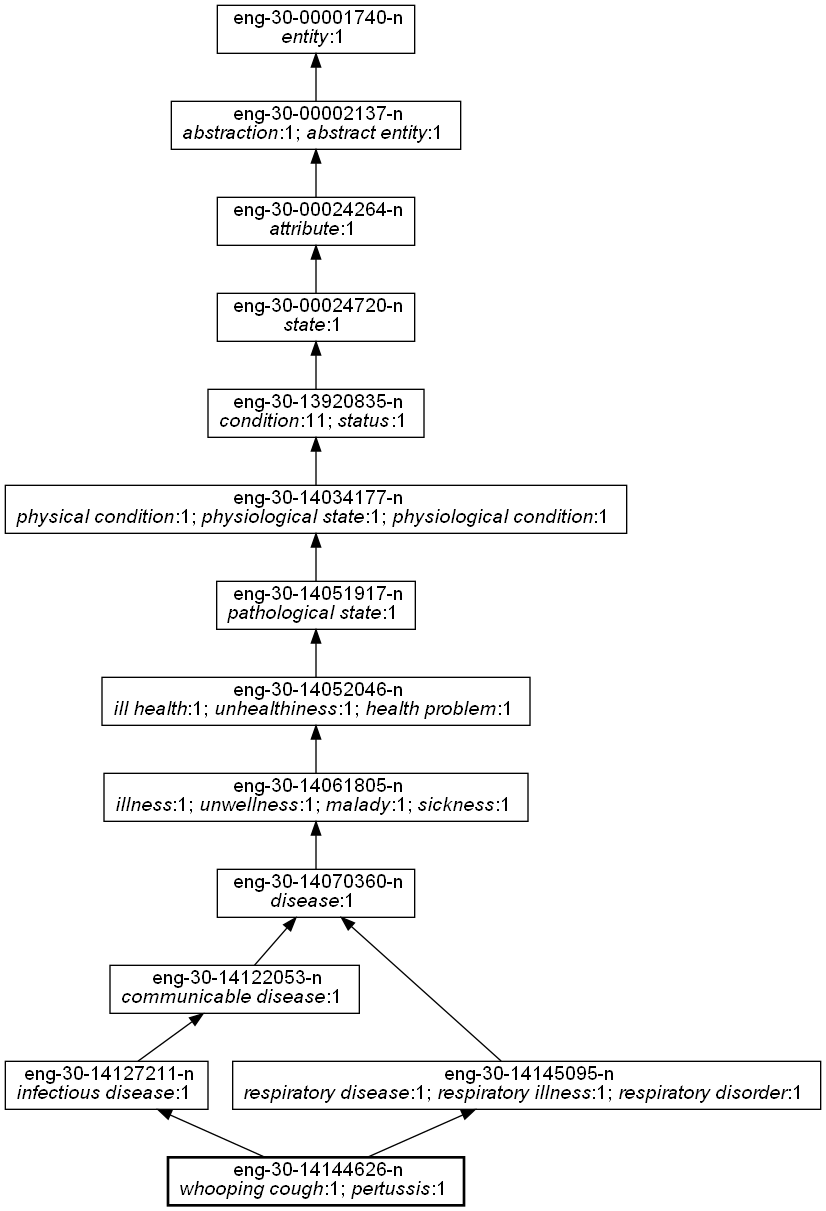 eng-30-00001740-n
entity:1
eng-30-00002137-n
abstraction:1; abstract entity:1
eng-30-00024264-n
attribute:1
eng-30-00024720-n
state:1
eng-30-13920835-n
condition:11; status:1
eng-30-14034177-n
physical condition:1; physiological state:1; physiological condition:1
eng-30-14051917-n
pathological state:1
eng-30-14052046-n
ill health:1; unhealthiness:1; health problem:1
eng-30-14061805-n
illness:1; unwellness:1; malady:1; sickness:1
eng-30-14070360-n
disease:1
eng-30-14122053-n
communicable disease:1
eng-30-14127211-n
infectious disease:1
eng-30-14145095-n
respiratory disease:1; respiratory illness:1; respiratory disorder:1
eng-30-14144626-n
whooping cough:1; pertussis:1